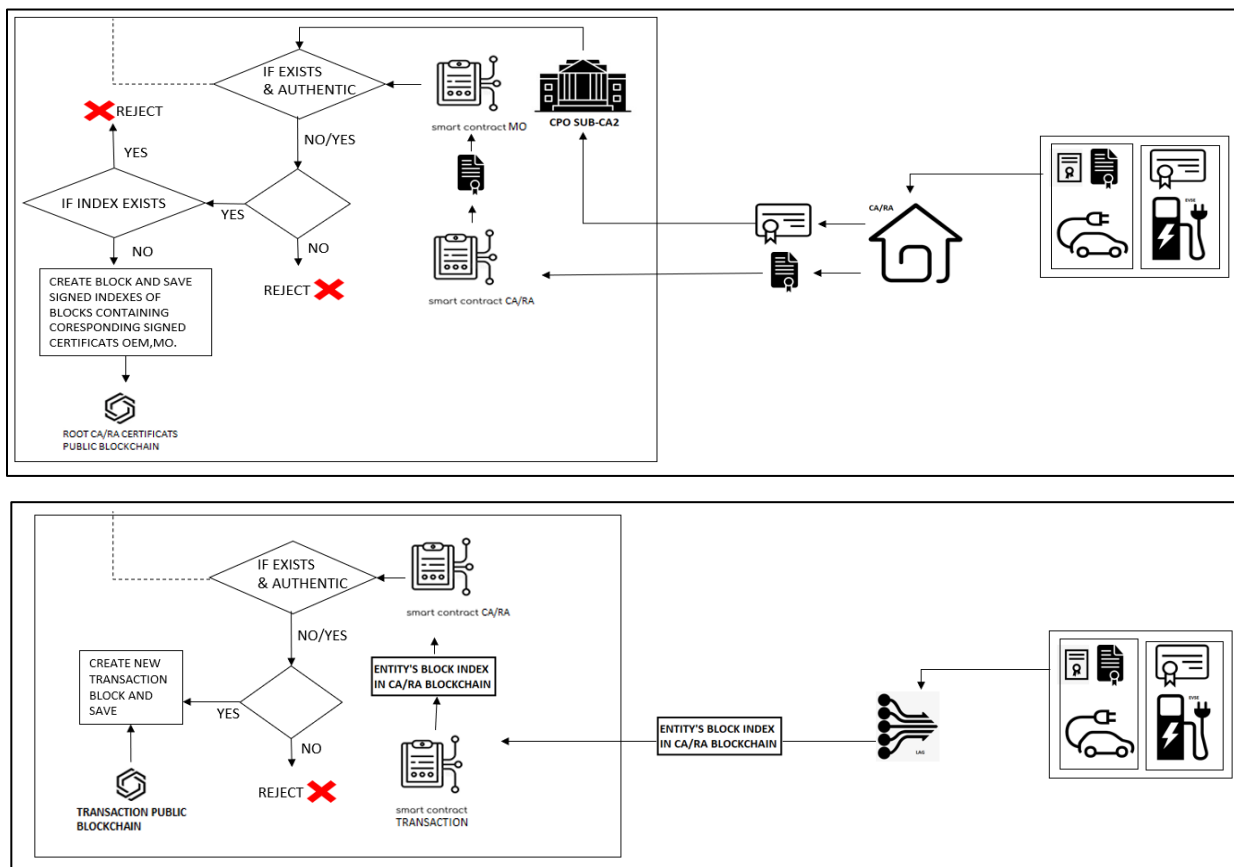 IF EXISTS
& AUTHENTIC
smart contract MO
CPO SUB-CA2
REJECT
NO/YES
YES
IF INDEX EXISTS
YES
NO
NO
REJECT
CREATE BLOCK AND SAVE
SIGNED INDEXES OF
BLOCKS CONTAINING
CORESPONDING SIGNED
CERTIFICATS OEM,MO.
smart contract CA/RA
CA/RA
EVSE
ROOT CA/RA CERTIFICATS
PUBLIC BLOCKCHAIN
IF EXISTS
& AUTHENTIC
smart contract CA/RA
NO/YES
CREATE NEW
TRANSACTION
BLOCK AND
SAVE
YES
NO
REJECT
ENTITY'S BLOCK INDEX
IN CA/RA BLOCKCHAIN
smart contract
TRANSACTION
ENTITY'S BLOCK INDEX
IN CA/RA BLOCKCHAIN
LAG
EVSE
TRANSACTION PUBLIC
BLOCKCHAIN